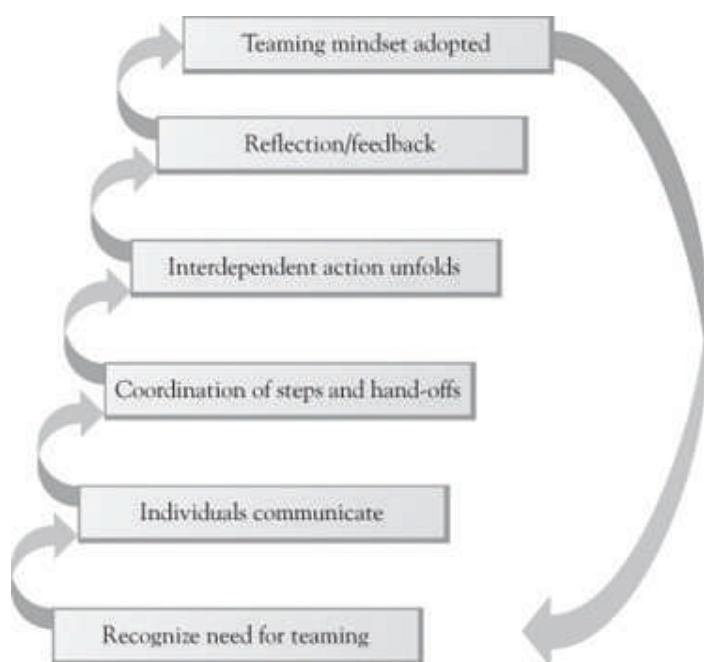 Teaming mindset adopted
Reflection/feedback
Interdependent action unfolds
Coordination of steps and hand-offs
Individuals communicate
Recognize need for teaming